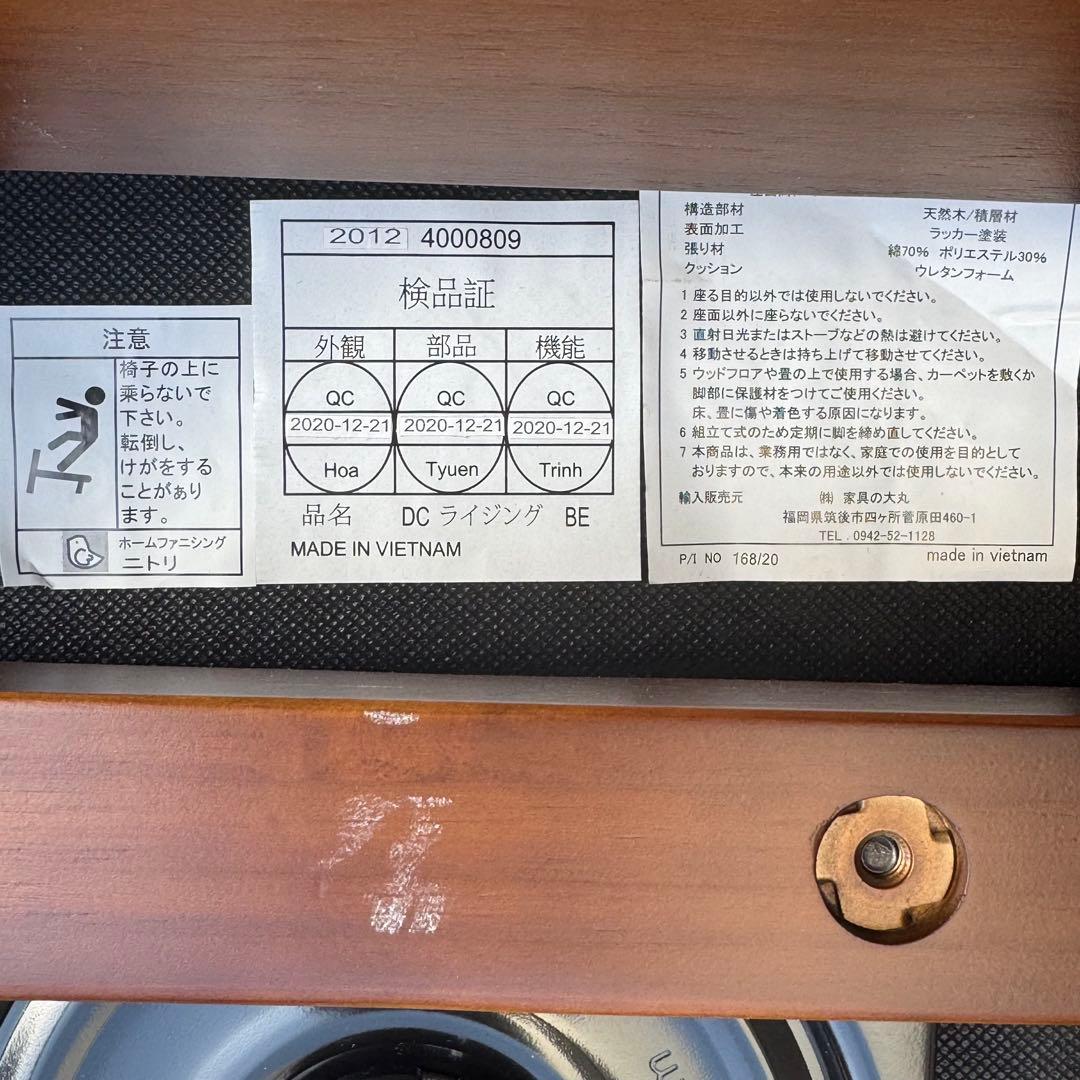 注意
椅子の上に
乗らないで
下さい。
転倒し、
けがをする
ことがぁり
ます。
ホームファニシング
ニトリ
2012 4000809
検品証
外観 部品 機能
QC QC QC
2020-12-21 2020-12-21 2020-12-21
Hoa Tyuen Trinh
品名 DC ライジング BE
MADE IN VIETNAM
構造部材 天然木/積層材
表面加工 ラッカー塗装
張り材 綿70% ポリエステル30%
クッション ウレタンフォーム
1 座る目的以外では使用しないでください。
2 座面以外に座らないでください。
3 直射日光またはストーブなどの熱は避けてください。
4 移動させるときは持ち上げて移動させてください。
5 ウッドフロアや畳の上で使用する場合、カーペットを敷くか
脚部に保護材をつけてご使用ください。
床、畳に傷や着色する原因になります。
6 組立て式のため定期に脚を締め直してください。
7 本商品は、業務用ではなく、家庭での使用を目的として
おりますので、本来の用途以外では使用しないでください。
輸入販売元 ㈱ 家具の大丸
福岡県筑後市四ヶ所菅原田460-1
TEL.0942-52-1128
P/I NO 168/20 made in vietnam